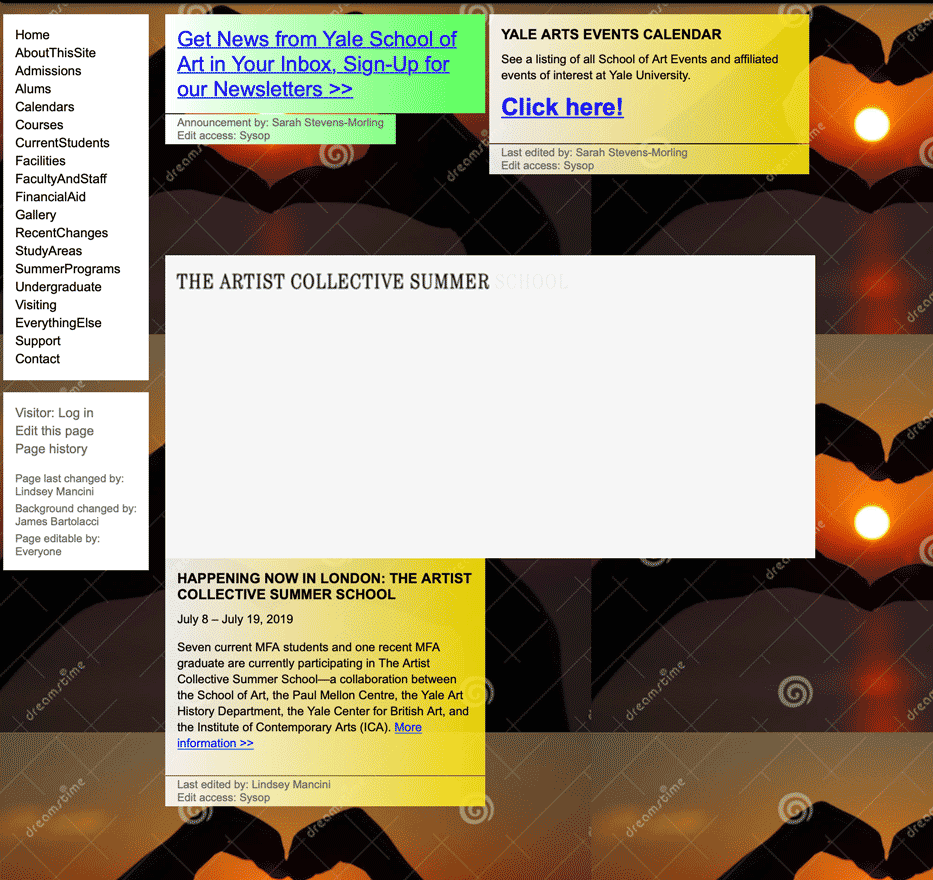 Home
AboutThisSite
Admissions
Alums
Calendars
Courses
CurrentStudents
Facilities
FacultyAndStaff
FinancialAid
Gallery
RecentChanges
StudyAreas
SummerPrograms
Undergraduate
Visiting
EverythingElse
Support
Contact
Visitor: Log in
Edit this page
Page history
Page last changed by:
Lindsey Mancini
Background changed by:
James Bartolacci
Page editable by:
Everyone
Get News from Yale School of
Art in Your Inbox, Sign-Up for
our Newsletters >>
Announcement by: Sarah Stevens-Morling
Edit access: Sysop
YALE ARTS EVENTS CALENDAR
See a listing of all School of Art Events and affiliated
events of interest at Yale University.
Click here!
Last edited by: Sarah Stevens-Morling
Edit access: Sysop
THE ARTIST COLLECTIVE SUMMER SCHOOL
HAPPENING NOW IN LONDON: THE ARTIST
COLLECTIVE SUMMER SCHOOL
July 8 – July 19, 2019
Seven current MFA students and one recent MFA
graduate are currently participating in The Artist
Collective Summer School—a collaboration between
the School of Art, the Paul Mellon Centre, the Yale Art
History Department, the Yale Center for British Art, and
the Institute of Contemporary Arts (ICA). More
information >>
Last edited by: Lindsey Mancini
Edit access: Sysop
dreamstime
dreamstime
dreamstime
dreamstime